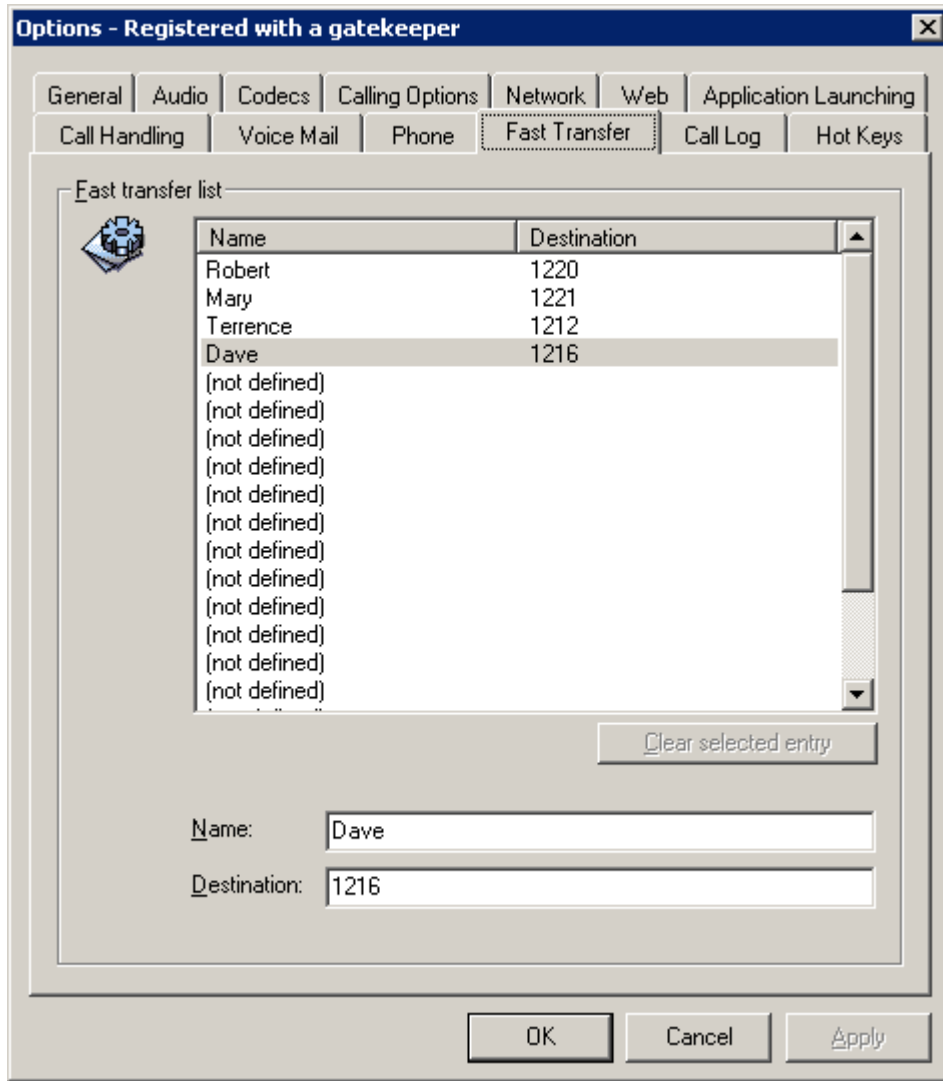 Options - Registered with a gatekeeper
General Audio Codecs Calling Options Network Web Application Launching
Call Handling Voice Mail Phone Fast Transfer Call Log Hot Keys
Fast transfer list
Name Destination
Robert 1220
Mary 1221
Terrence 1212
Dave 1216
(not defined)
(not defined)
(not defined)
(not defined)
(not defined)
(not defined)
(not defined)
(not defined)
(not defined)
(not defined)
(not defined)
(not defined)
Clear selected entry
Name: Dave
Destination: 1216
OK Cancel Apply